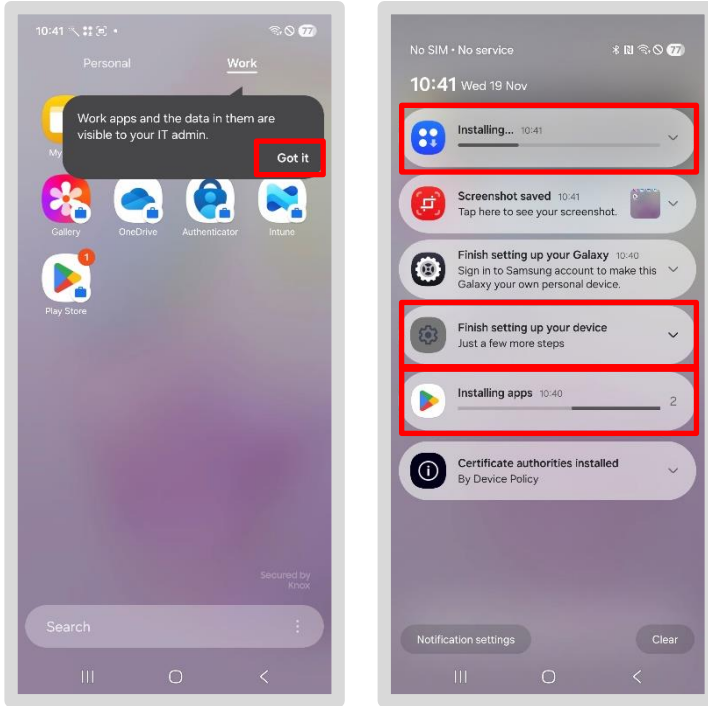 10:41
77
Personal
Work
Work apps and the data in them are
visible to your IT admin.
Got it
My
Gallery
OneDrive
Authenticator
Intune
1
Play Store
Secured by
Knox
Search
No SIM • No service
77
10:41 Wed 19 Nov
Installing... 10:41
Screenshot saved 10:41
Tap here to see your screenshot.
Finish setting up your Galaxy 10:40
Sign in to Samsung account to make this
Galaxy your own personal device.
Finish setting up your device
Just a few more steps
Installing apps 10:40
2
Certificate authorities installed
By Device Policy
Notification settings
Clear